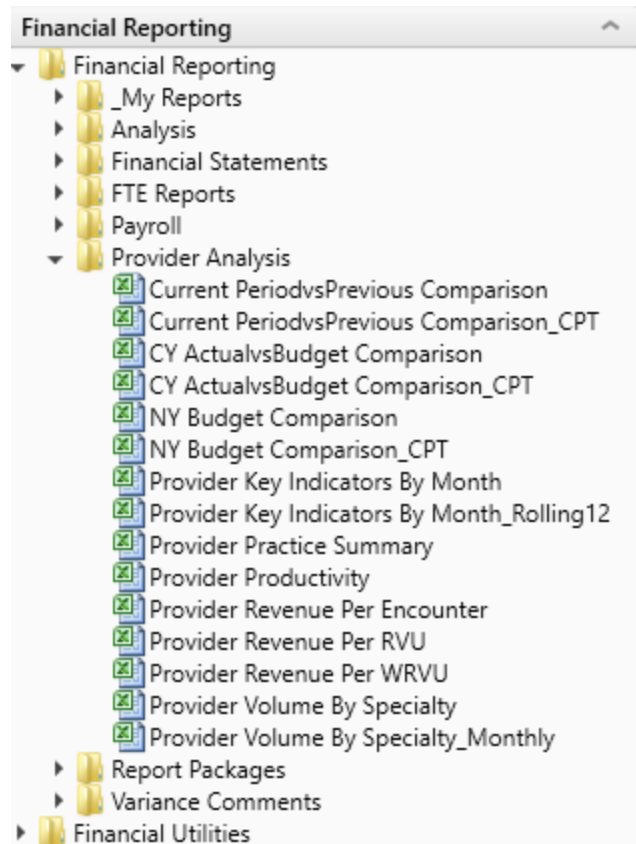 Financial Reporting
Financial Reporting
_My Reports
Analysis
Financial Statements
FTE Reports
Payroll
Provider Analysis
Current PeriodvsPrevious Comparison
Current PeriodvsPrevious Comparison_CPT
CY ActualvsBudget Comparison
CY ActualvsBudget Comparison_CPT
NY Budget Comparison
NY Budget Comparison_CPT
Provider Key Indicators By Month
Provider Key Indicators By Month_Rolling12
Provider Practice Summary
Provider Productivity
Provider Revenue Per Encounter
Provider Revenue Per RVU
Provider Revenue Per WRVU
Provider Volume By Specialty
Provider Volume By Specialty_Monthly
Report Packages
Variance Comments
Financial Utilities